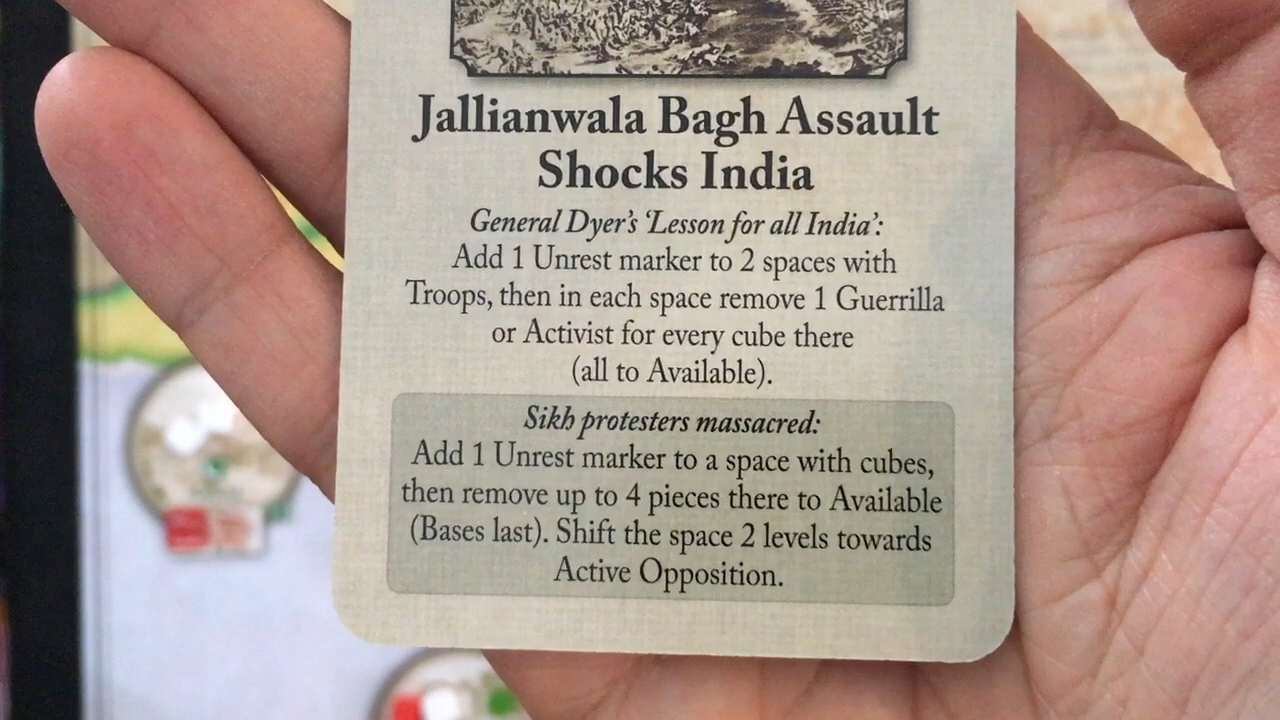 Jallianwala Bagh Assault
Shocks India
General Dyer's 'Lesson for all India':
Add 1 Unrest marker to 2 spaces with
Troops, then in each space remove 1 Guerrilla
or Activist for every cube there
(all to Available).
Sikh protesters massacred:
Add 1 Unrest marker to a space with cubes,
then remove up to 4 pieces there to Available
(Bases last). Shift the space 2 levels towards
Active Opposition.